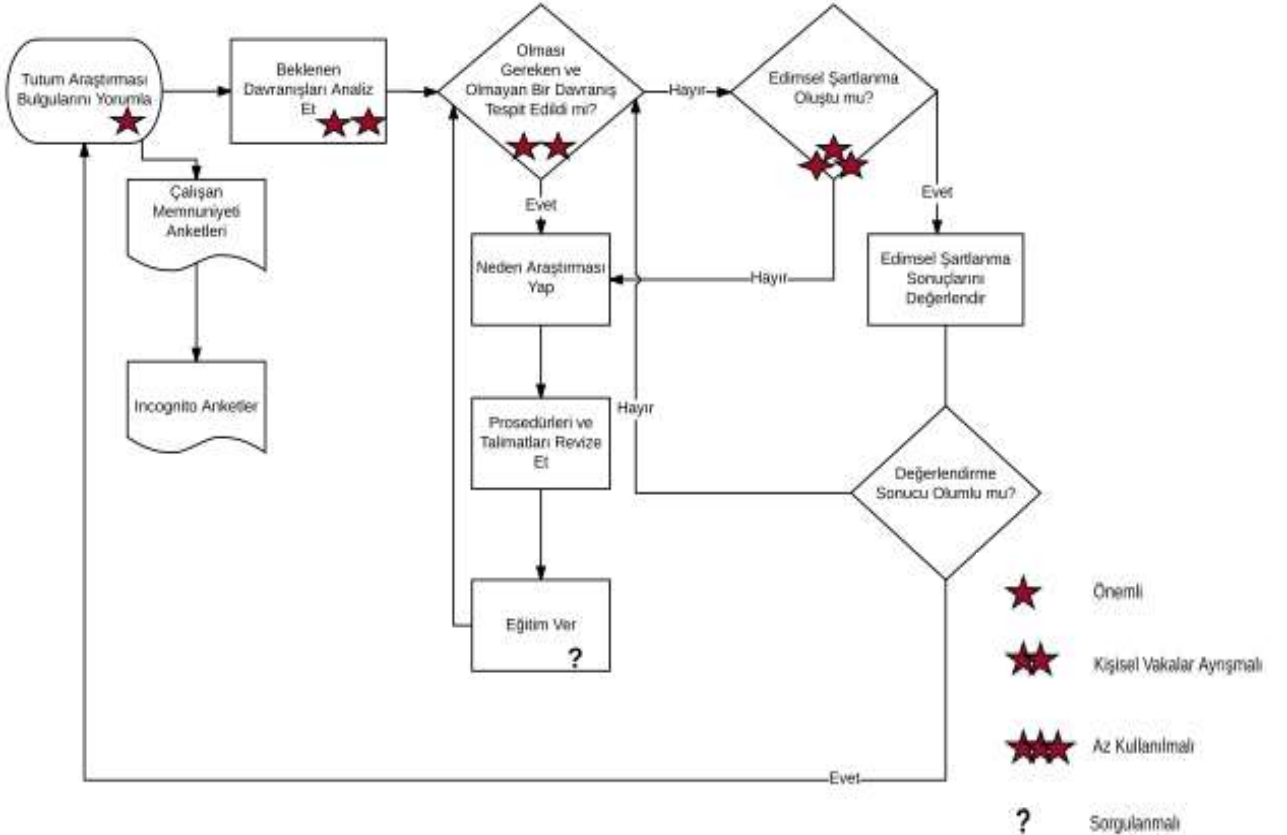 Tutum Araştırması
Bulgularını Yorumla
Beklenen
Davranışları Analiz
Et
Olması
Gereken ve
Olmayan Bir Davranış
Tespit Edildi mi?
Hayır
Edimsel Şartlanma
Oluştu mu?
Evet
Evet
Çalışan
Memnuniyeti
Anketleri
Neden Araştırması
Yap
Hayır
Edimsel Şartlanma
Sonuçlarını
Değerlendir
Incognito Anketler
Prosedürleri ve
Talimatları Revize
Et
Hayır
Değerlendirme
Sonucu Olumlu mu?
Eğitim Ver
?
Önemli
Kişisel Vakalar Ayrışmalı
Az Kullanılmalı
Evet
? Sorgulanmalı